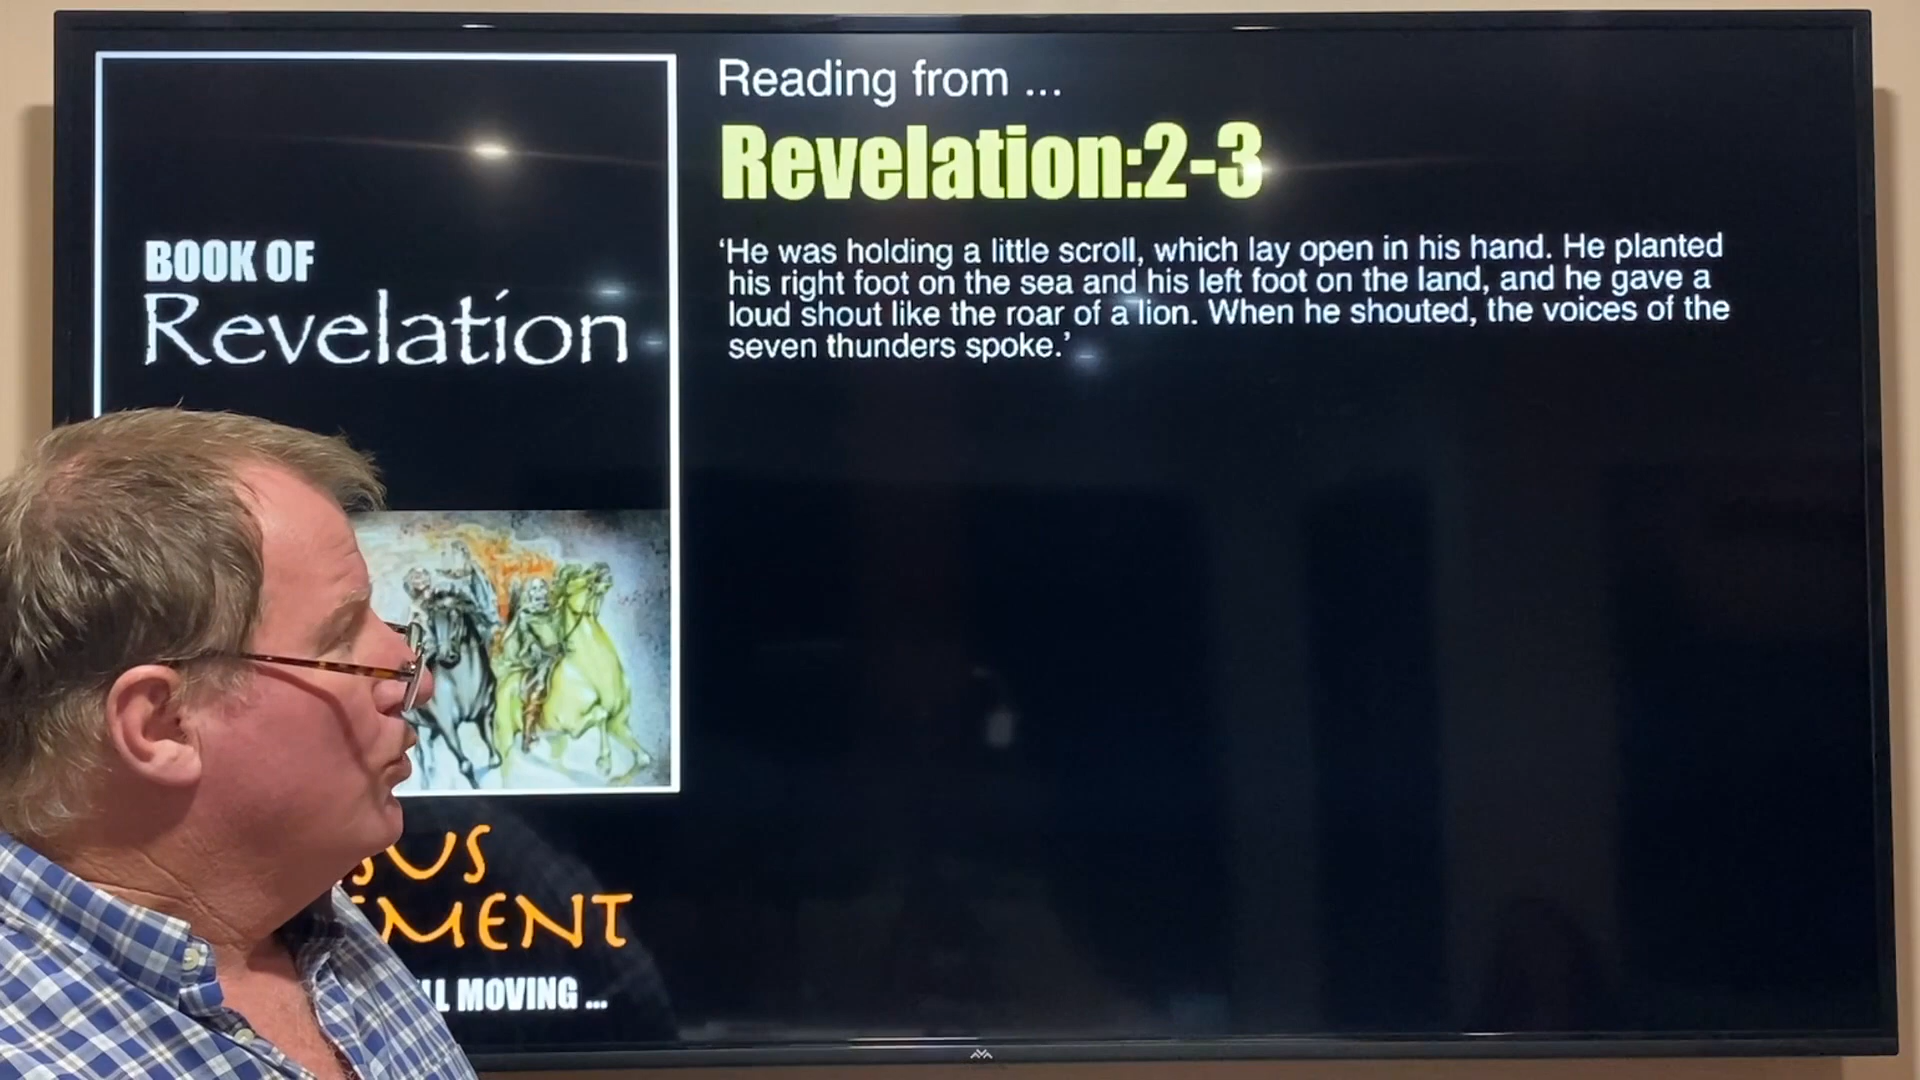 BOOK OF
Revelation
SUS
EMENT
LL MOVING ...
Reading from ...
Revelation:2-3
‘He was holding a little scroll, which lay open in his hand. He planted
his right foot on the sea and his left foot on the land, and he gave a
loud shout like the roar of a lion. When he shouted, the voices of the
seven thunders spoke.’